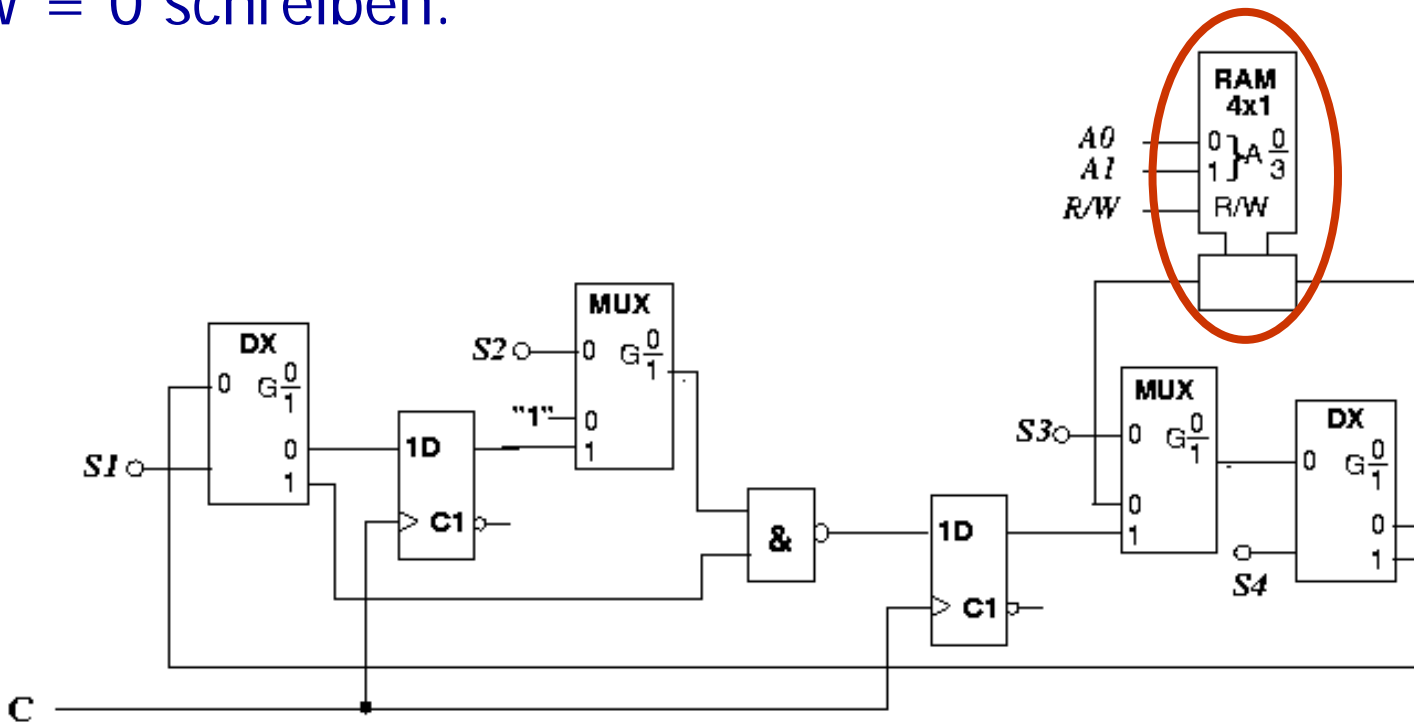 = 0 schreiben.
RAM
4x1
A0 0 } A 0
A1 1 3
R/W R/W
MUX
DX
S2 0 G 0
1
0 G 0
1
"1" 0
1
MUX
DX
1D
S3 0 G 0
1
0 G 0
1
S1 0
1
C1
&
1D
0
1
0
1
S4
C1
C